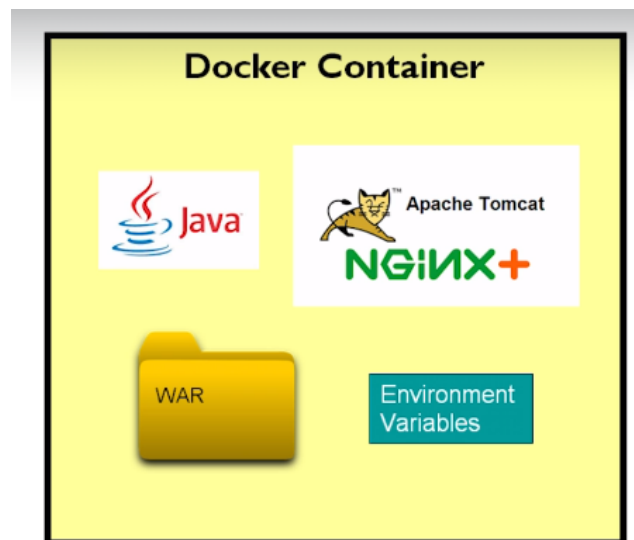 Docker Container
Java
™
Apache Tomcat
NGiNX+
WAR
Environment
Variables